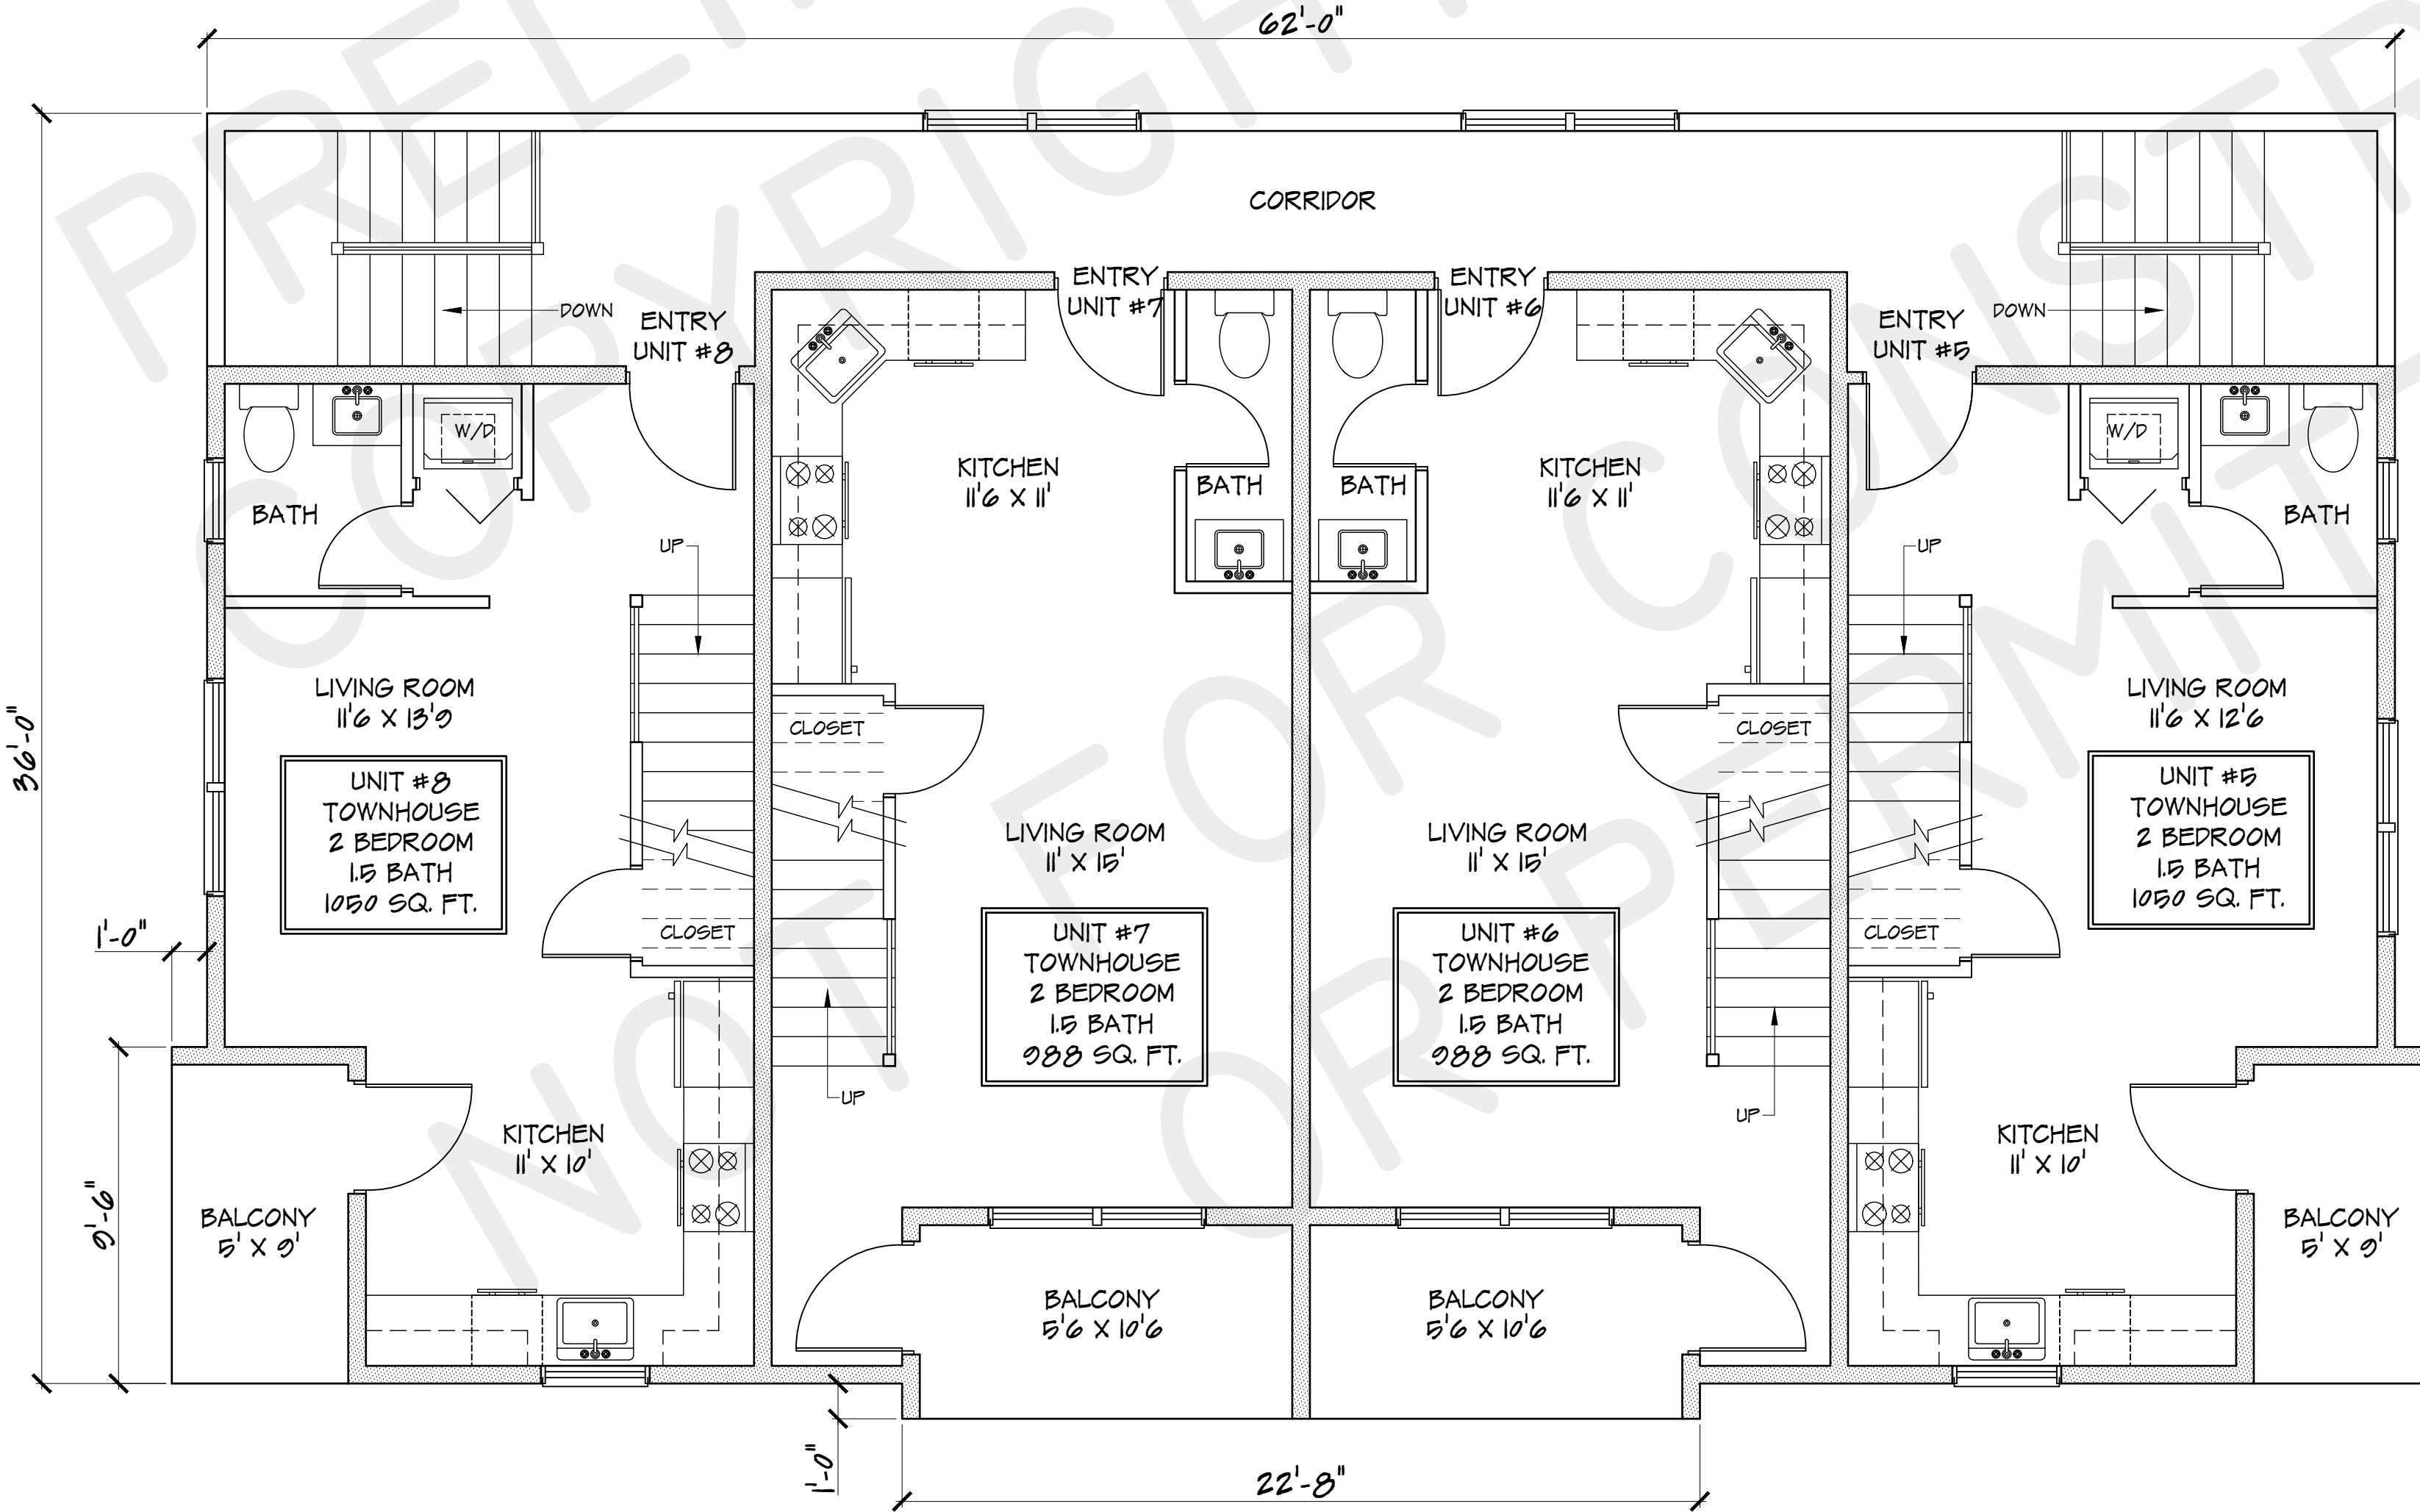 62'-0"
CORRIDOR
ENTRY
UNIT #8
DOWN
ENTRY
UNIT #7
ENTRY
UNIT #6
ENTRY
UNIT #5
DOWN
BATH
W/D
UP
KITCHEN
11'6 X 11'
BATH
BATH
KITCHEN
11'6 X 11'
UP
W/D
BATH
36'-0"
LIVING ROOM
11'6 X 13'9
CLOSET
CLOSET
LIVING ROOM
11'6 X 12'6
UNIT #8
TOWNHOUSE
2 BEDROOM
1.5 BATH
1050 SQ. FT.
LIVING ROOM
11' X 15'
LIVING ROOM
11' X 15'
UNIT #5
TOWNHOUSE
2 BEDROOM
1.5 BATH
1050 SQ. FT.
1'-0"
CLOSET
UNIT #7
TOWNHOUSE
2 BEDROOM
1.5 BATH
988 SQ. FT.
UNIT #6
TOWNHOUSE
2 BEDROOM
1.5 BATH
988 SQ. FT.
CLOSET
UP
UP
9'-6"
BALCONY
5' X 9'
KITCHEN
11' X 10'
KITCHEN
11' X 10'
BALCONY
5' X 9'
BALCONY
5'6 X 10'6
BALCONY
5'6 X 10'6
1'-0"
22'-8"
NOT FOR CONSTR
OR PERMIT